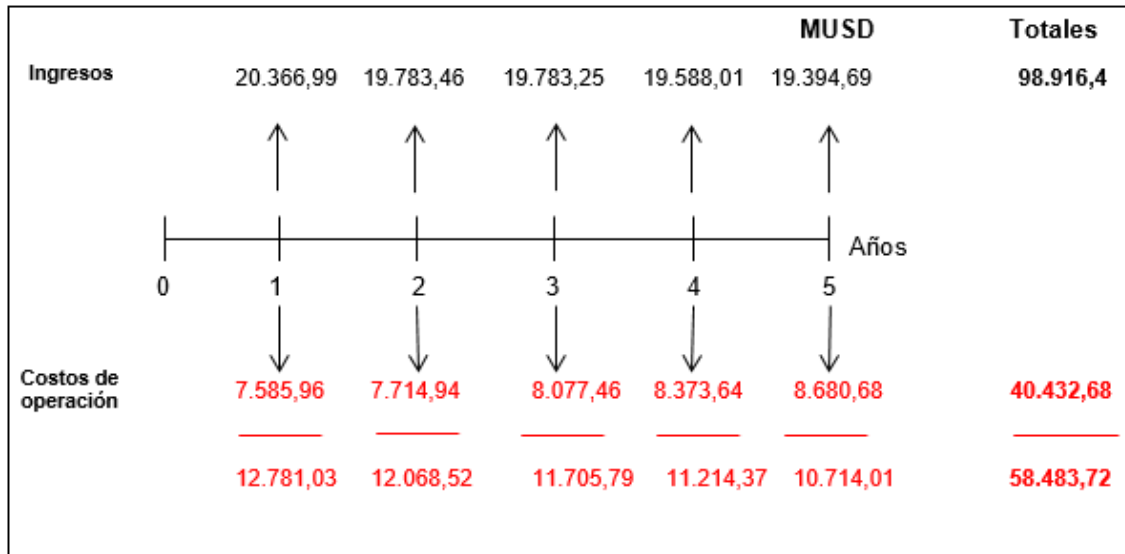 MUSD Totales
Ingresos 20.366,99 19.783,46 19.783,25 19.588,01 19.394,69 98.916,4
Años
0 1 2 3 4 5
Costos de
operación
7.585,96 7.714,94 8.077,46 8.373,64 8.680,68 40.432,68
12.781,03 12.068,52 11.705,79 11.214,37 10.714,01 58.483,72